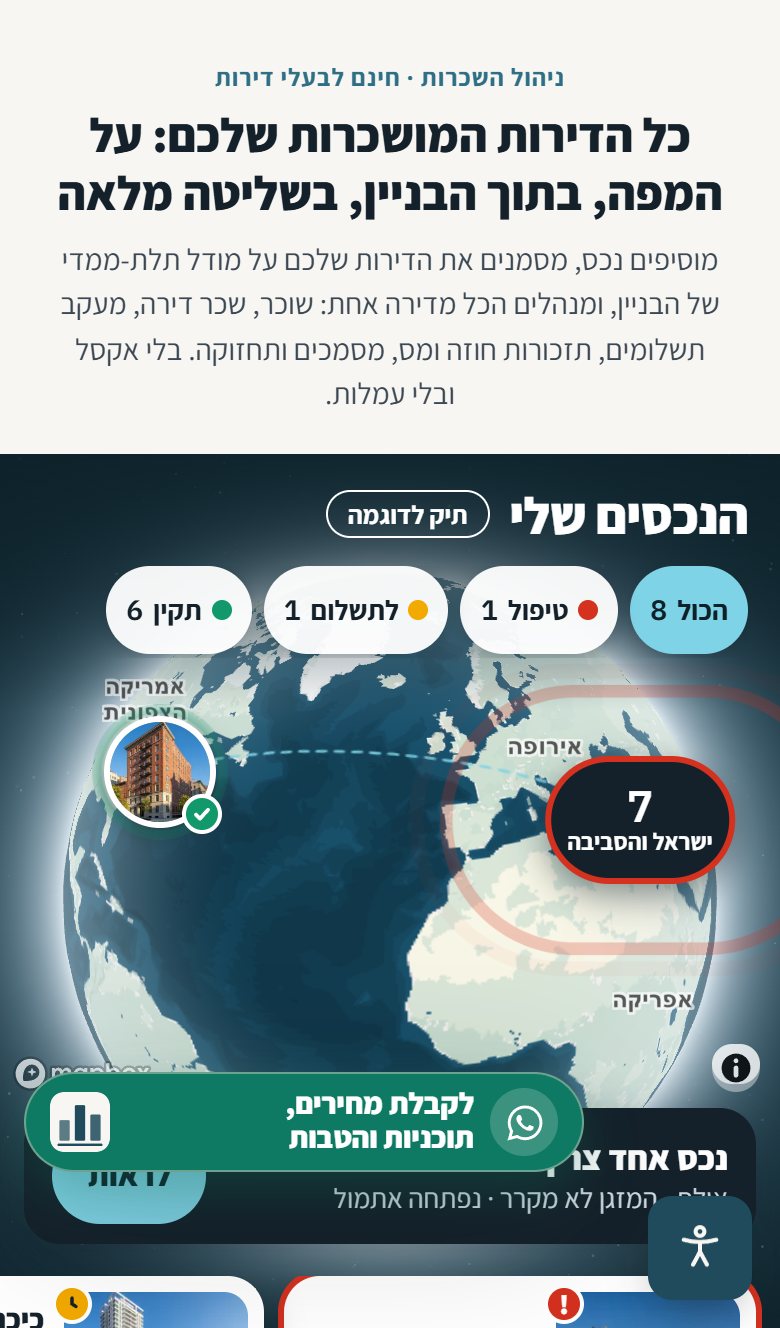 ניהול השכרות · חינם לבעלי דירות
כל הדירות המושכרות שלכם: על
המפה, בתוך הבניין, בשליטה מלאה
מוסיפים נכס, מסמנים את הדירות שלכם על מודל תלת-ממדי
של הבניין, ומנהלים הכל מדירה אחת: שוכר, שכר דירה, מעקב
תשלומים, תזכורות חוזה ומס, מסמכים ותחזוקה. בלי אקסל
ובלי עמלות.
הנכסים שלי
תיק לדוגמה
הכול 8
טיפול 1
לתשלום 1
תקין 6
אמריקה
הצפונית
אירופה
7
ישראל והסביבה
אפריקה
mapbox
לקבלת מחירים,
תוכניות והטבות
נכס אחד
המזגן לא מקרר · נפתחה אתמול